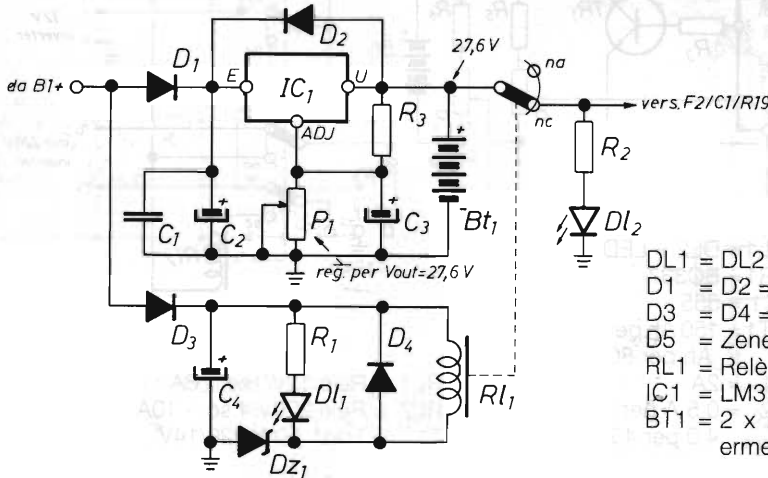 D1
D2
27,6V
na
da B1+
E
IC1
U
ADJ
R3
nc
vers. F2/C1/R19
R2
C1
C2
P1
C3
Bt1
Dl2
reg. per Vout=27,6 V
D3
R1
D4
C4
Dl1
Rl1
Dz1
DL1 = DL2
D1 = D2 =
D3 = D4 =
D5 = Zene
RL1 = Relè
IC1 = LM3
BT1 = 2 x
erme